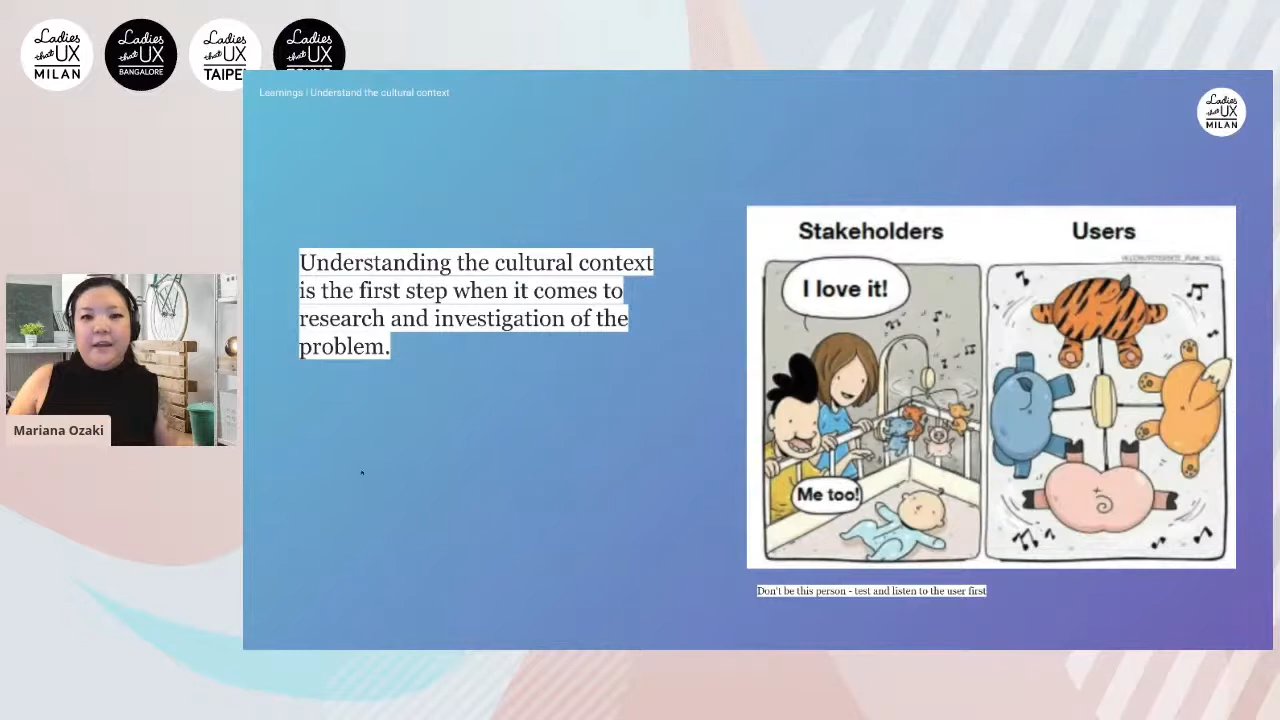 Ladies
that UX
MILAN
Ladies
that UX
BANGALORE
Ladies
that UX
TAIPEI
Ladies
that UX
Learnings | Understand the cultural context
Ladies
that UX
MILAN
Understanding the cultural context
is the first step when it comes to
research and investigation of the
problem.
Stakeholders
Users
I love it!
Me too!
Mariana Ozaki
Don't be this person - test and listen to the user first